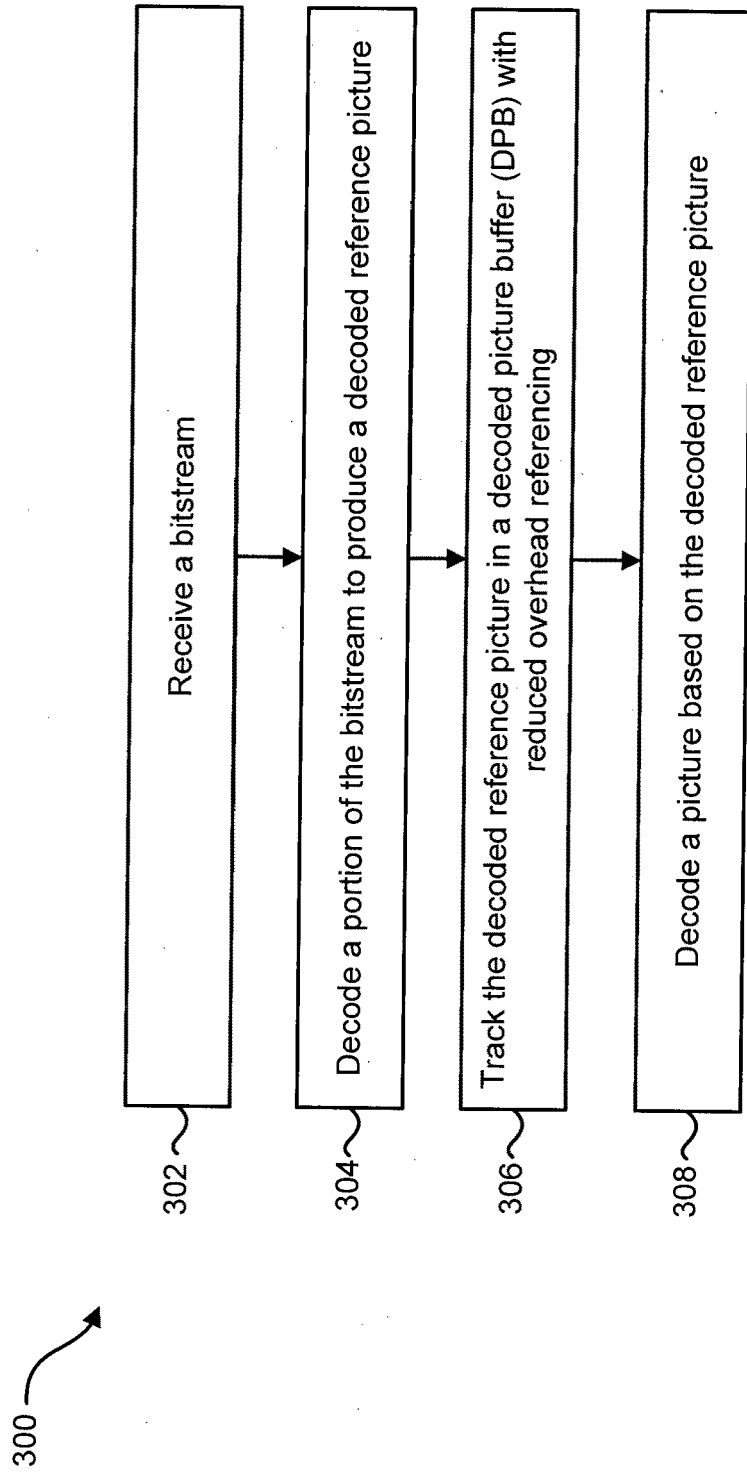 300
302
Receive a bitstream
304
Decode a portion of the bitstream to produce a decoded reference picture
306
Track the decoded reference picture in a decoded picture buffer (DPB) with
reduced overhead referencing
308
Decode a picture based on the decoded reference picture